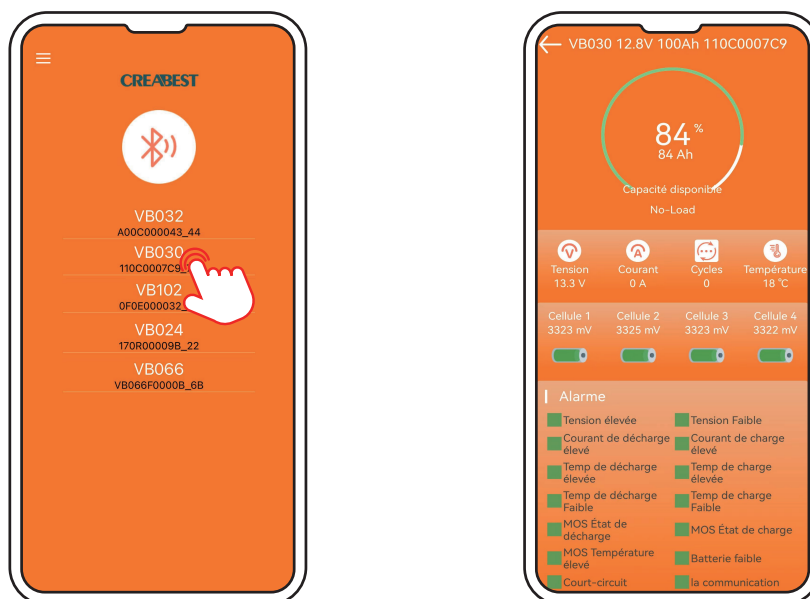 CREABEST
VB032
A00C000043_44
VB030
110C0007C9_
VB102
0F0E000032_
VB024
170R00009B_22
VB066
VB066F0000B_6B
VB030 12.8V 100Ah 110C0007C9
84 %
84 Ah
Capacité disponible
No-Load
Tension Courant Cycles Température
13.3 V 0 A 0 18 °C
Cellule 1 Cellule 2 Cellule 3 Cellule 4
3323 mV 3325 mV 3323 mV 3322 mV
Alarme
Tension élevée
Tension Faible
Courant de décharge
élevé
Courant de charge
élevé
Temp de décharge
élevée
Temp de charge
élevée
Temp de décharge
Faible
Temp de charge
Faible
MOS État de
décharge
MOS État de charge
MOS Température
élevé
Batterie faible
Court-circuit
la communication